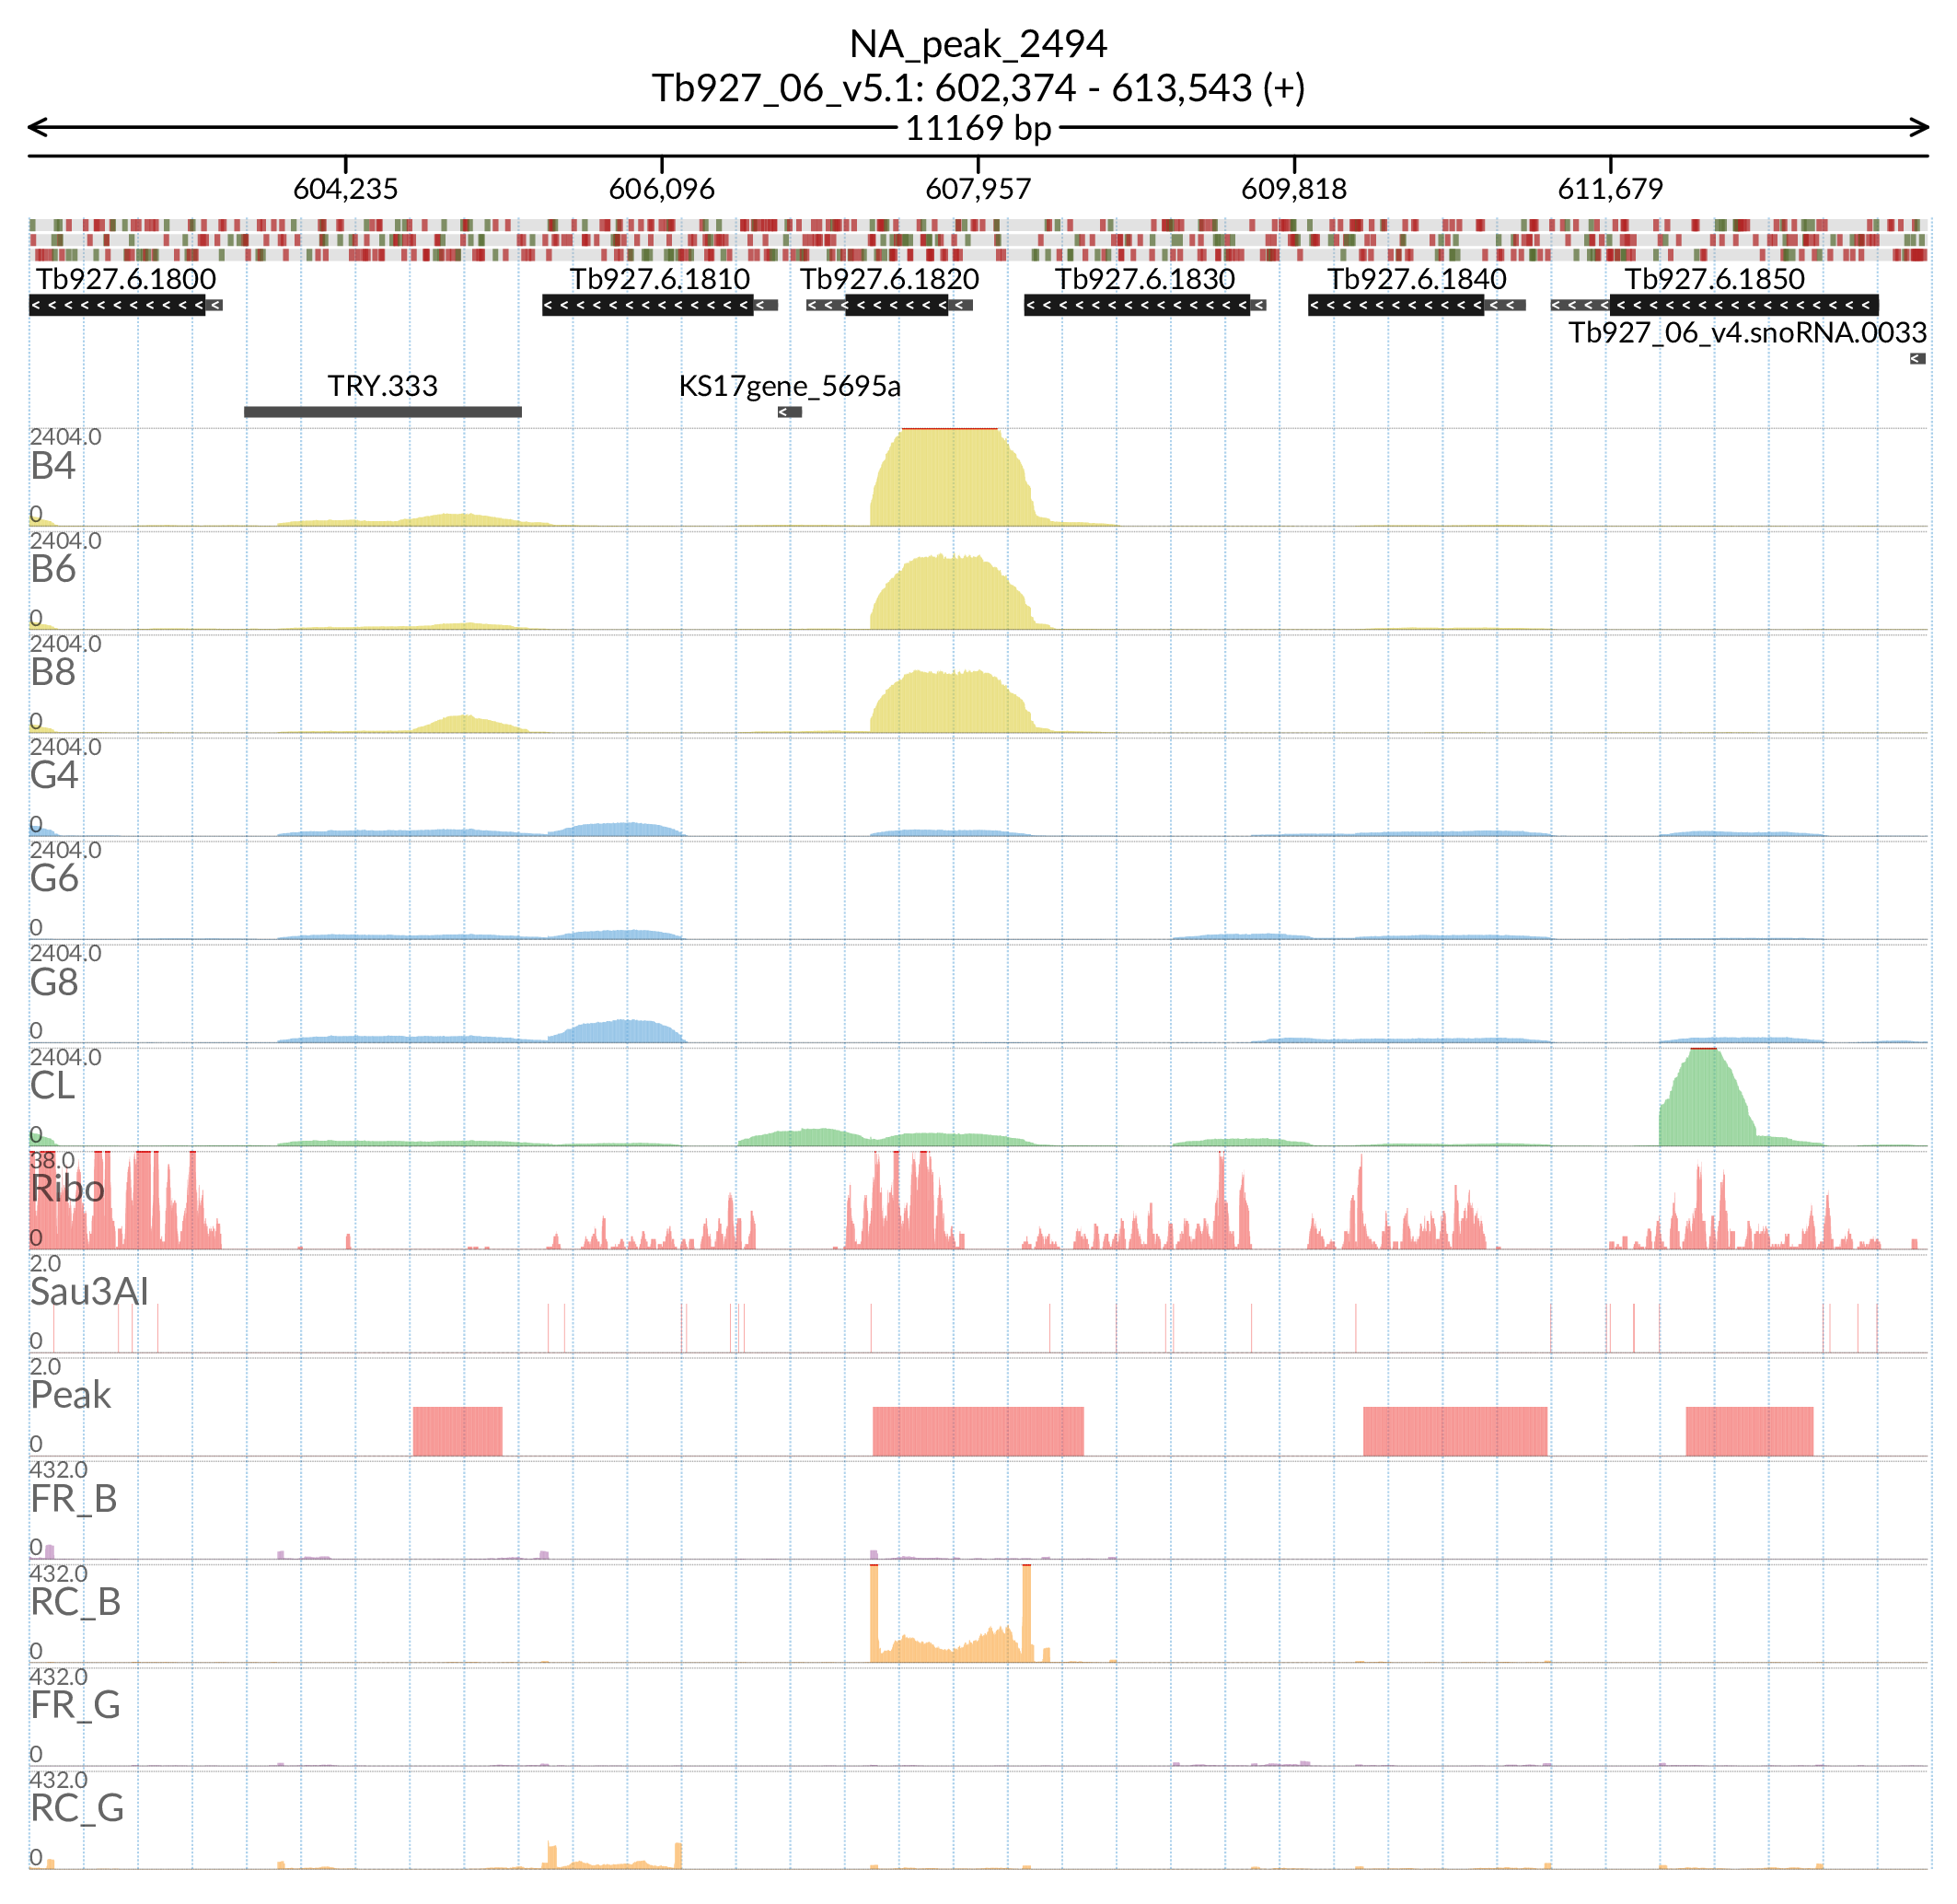 NA_peak_2494
Tb927_06_v5.1: 602,374 - 613,543 (+)
11169 bp
604,235 606,096 607,957 609,818 611,679
Tb927.6.1800 Tb927.6.1810 Tb927.6.1820 Tb927.6.1830 Tb927.6.1840 Tb927.6.1850
Tb927_06_v4.snoRNA.0033
TRY.333 KS17gene_5695a
2404.0
B4
0
2404.0
B6
0
2404.0
B8
0
2404.0
G4
0
2404.0
G6
0
2404.0
G8
0
2404.0
CL
0
38.0
Ribo
0
2.0
Sau3AI
0
2.0
Peak
0
432.0
FR_B
0
432.0
RC_B
0
432.0
FR_G
0
432.0
RC_G
0